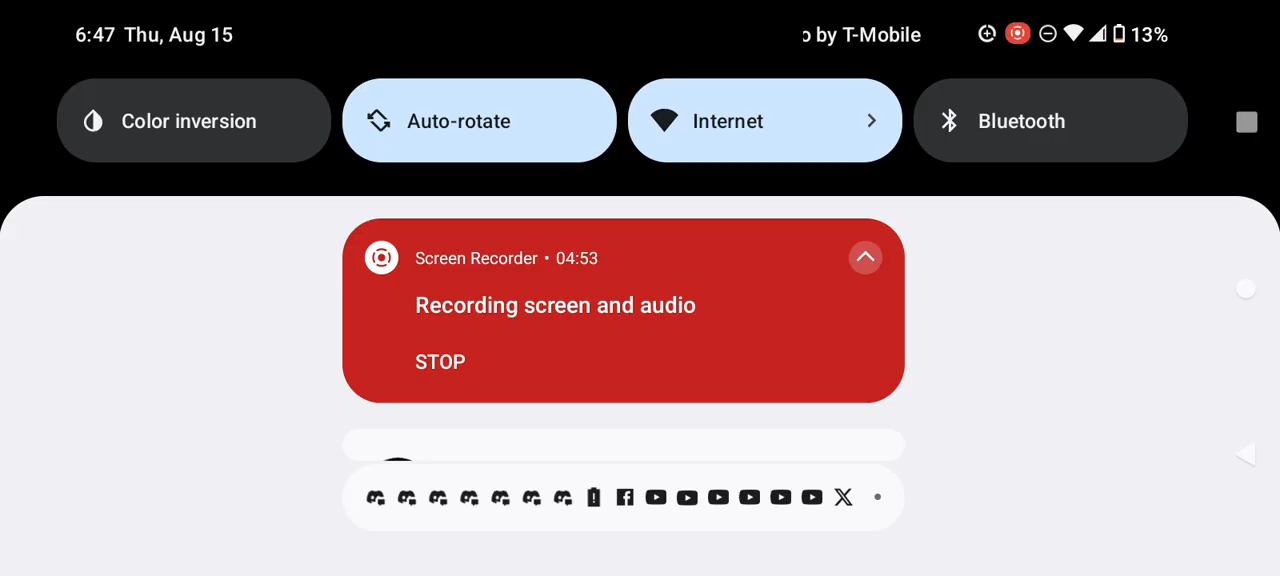 6:47 Thu, Aug 15
by T-Mobile
13%
Color inversion
Auto-rotate
Internet
Bluetooth
Screen Recorder • 04:53
Recording screen and audio
STOP